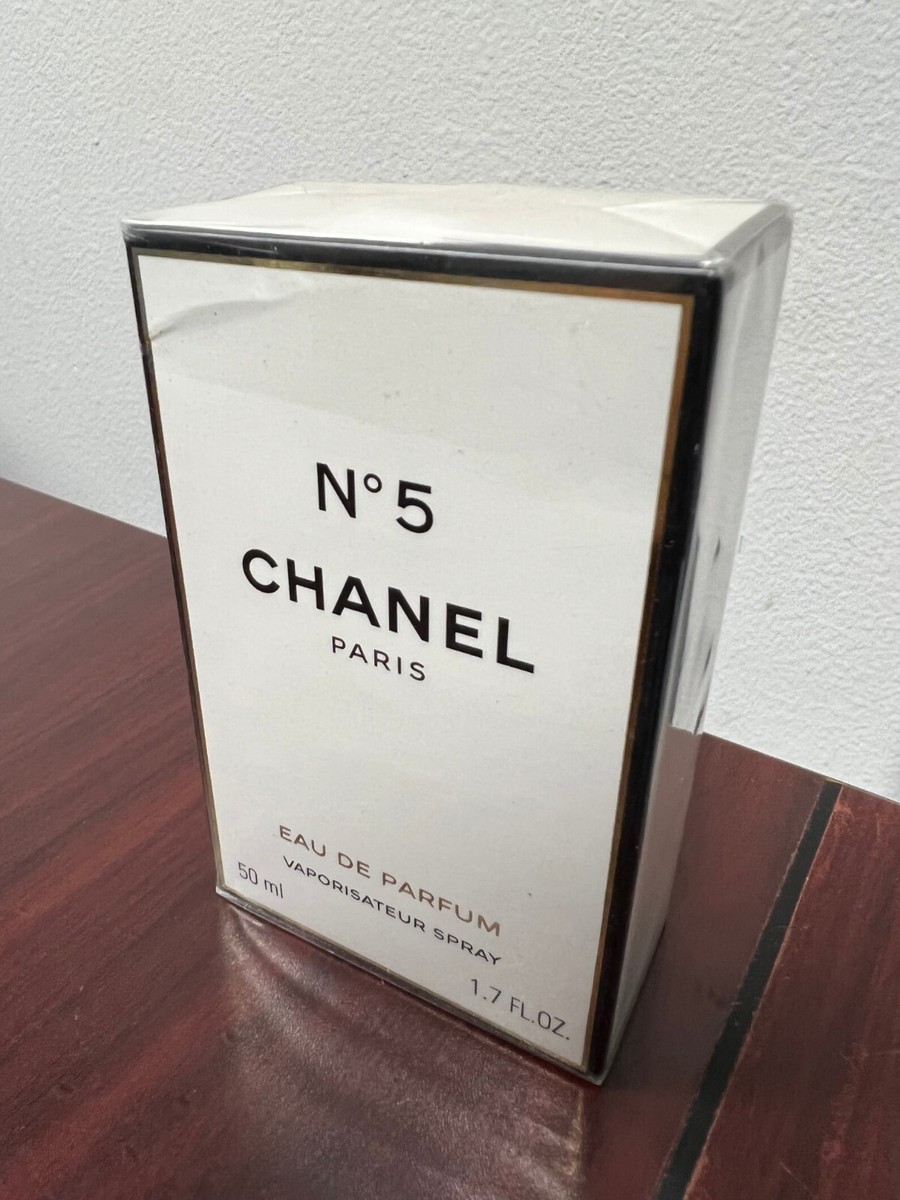 N°5
CHANEL
PARIS
EAU DE PARFUM
VAPORISATEUR SPRAY
50 ml
1.7 FL.OZ.